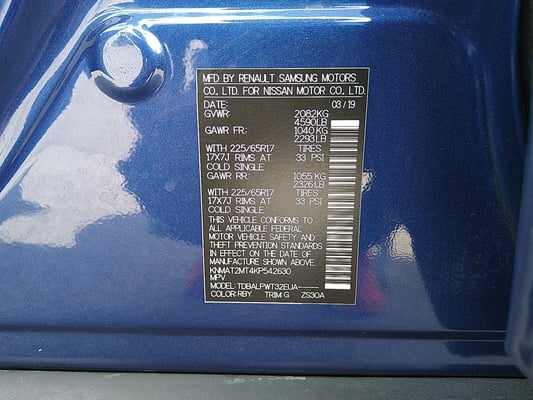 MFD BY RENAULT SAMSUNG MOTORS
CO., LTD. FOR NISSAN MOTOR CO., LTD.
DATE: 03/19
GVWR: 2082KG
4590LB
GAWR FR: 1040 KG
2293LB
WITH 225/65R17 TIRES
17X7J RIMS AT 33 PSI
COLD SINGLE
GAWR RR: 1055 KG
2326 LB
WITH 225/65R17 TIRES
17X7J RIMS AT 33 PSI
COLD SINGLE
THIS VEHICLE CONFORMS TO
ALL APPLICABLE FEDERAL
MOTOR VEHICLE SAFETY AND
THEFT PREVENTION STANDARDS
IN EFFECT ON THE DATE OF
MANUFACTURE SHOWN ABOVE.
KNMAT2MT4KP542630
MPV
MODEL: TDBALPWT32EUA-----
COLOR:RBY TRIM:G ZS30A